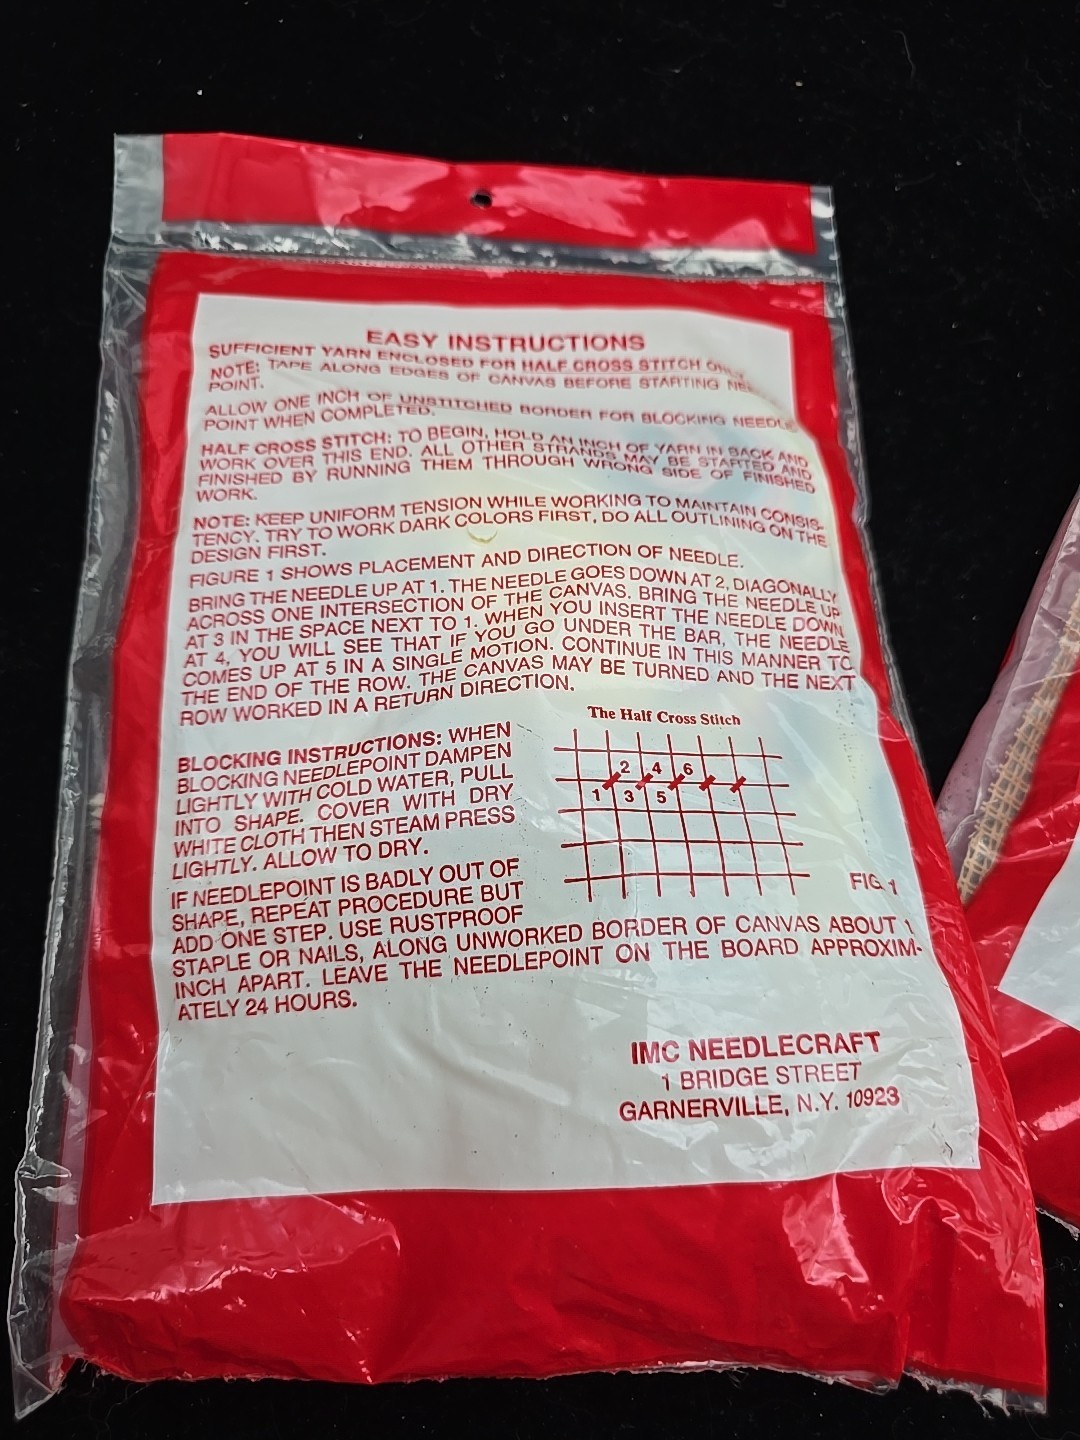 EASY INSTRUCTIONS
SUFFICIENT YARN ENCLOSED FOR HALF CROSS STITCH ONLY
NOTE: TAPE ALONG EDGES OF CANVAS BEFORE STARTING
POINT.
ALLOW ONE INCH OF UNSTITCHED BORDER FOR BLOCKING NEEDLE
POINT WHEN COMPLETED.
HALF CROSS STITCH: TO BEGIN, HOLD AN INCH OF YARN IN BACK AND
WORK OVER THIS END. ALL OTHER STRANDS MAY BE STARTED AND
FINISHED BY RUNNING THEM THROUGH WRONG SIDE OF FINISHED
WORK.
NOTE: KEEP UNIFORM TENSION WHILE WORKING TO MAINTAIN CONSIS-
TENCY. TRY TO WORK DARK COLORS FIRST, DO ALL OUTLINING ON THE
DESIGN FIRST.
FIGURE 1 SHOWS PLACEMENT AND DIRECTION OF NEEDLE.
BRING THE NEEDLE UP AT 1. THE NEEDLE GOES DOWN AT 2, DIAGONALLY
ACROSS ONE INTERSECTION OF THE CANVAS. BRING THE NEEDLE UP
AT 3 IN THE SPACE NEXT TO 1. WHEN YOU INSERT THE NEEDLE DOWN
AT 4, YOU WILL SEE THAT IF YOU GO UNDER THE BAR, THE NEEDLE
COMES UP AT 5 IN A SINGLE MOTION. CONTINUE IN THIS MANNER TO
THE END OF THE ROW. THE CANVAS MAY BE TURNED AND THE NEXT
ROW WORKED IN A RETURN DIRECTION.
BLOCKING INSTRUCTIONS: WHEN
BLOCKING NEEDLEPOINT DAMPEN
LIGHTLY WITH COLD WATER, PULL
INTO SHAPE. COVER WITH DRY
WHITE CLOTH THEN STEAM PRESS
LIGHTLY. ALLOW TO DRY.
The Half Cross Stitch
2 4 6
1 3 5
FIG. 1
IF NEEDLEPOINT IS BADLY OUT OF
SHAPE, REPEAT PROCEDURE BUT
ADD ONE STEP. USE RUSTPROOF
STAPLE OR NAILS, ALONG UNWORKED BORDER OF CANVAS ABOUT 1
INCH APART. LEAVE THE NEEDLEPOINT ON THE BOARD APPROXIM-
ATELY 24 HOURS.
IMC NEEDLECRAFT
1 BRIDGE STREET
GARNERVILLE, N.Y. 10923